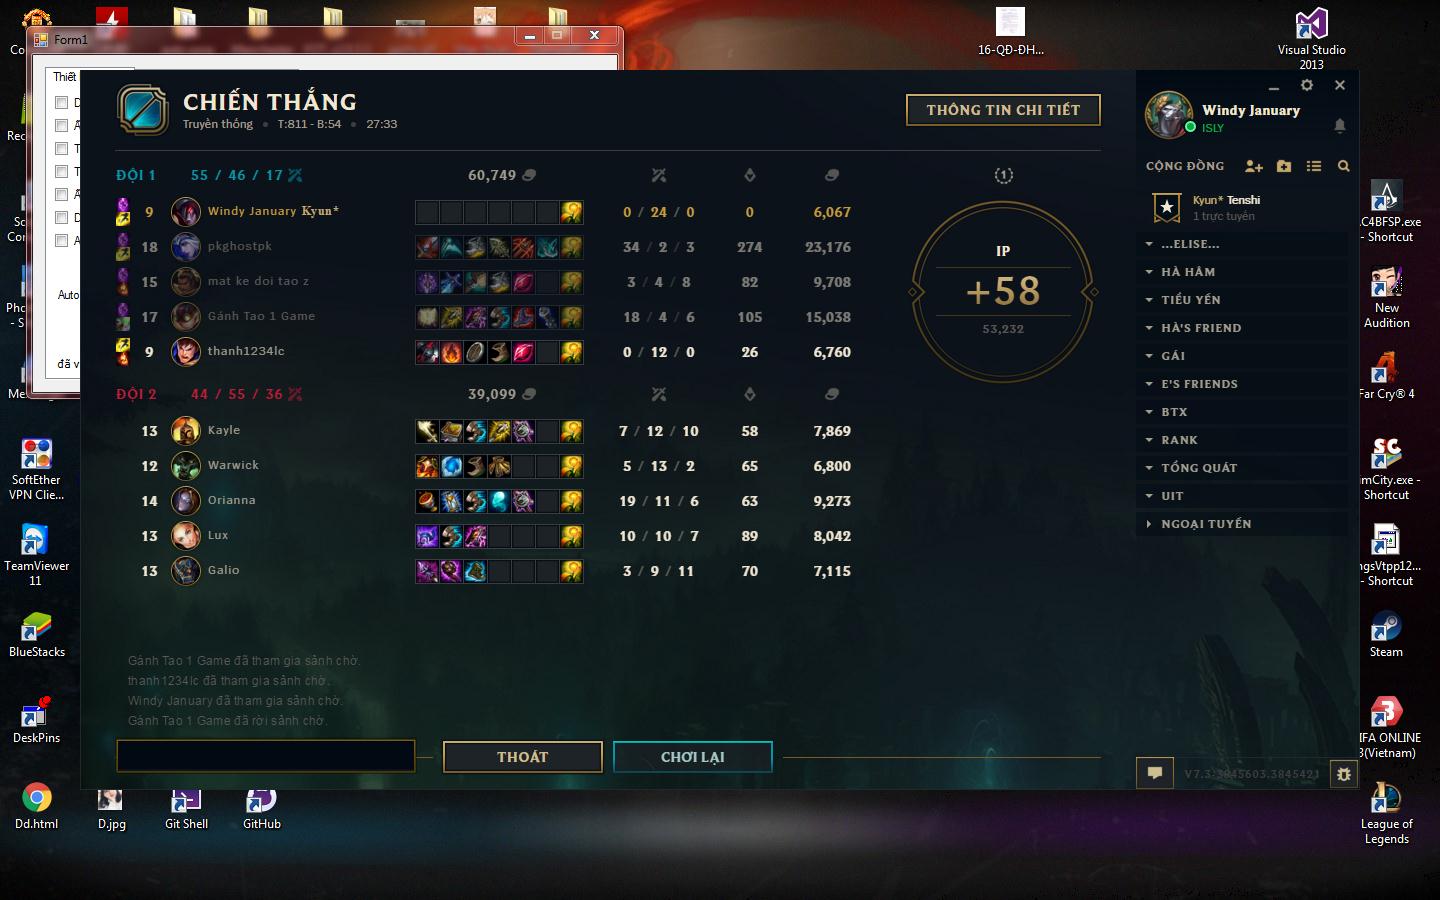 16-QĐ-ĐH...
Visual Studio
2013
Form1
Thiết
Auto
đã v
CHIẾN THẮNG
Truyền thống • T:811 - B:54 • 27:33
THÔNG TIN CHI TIẾT
ĐỘI 1 55 / 46 / 17 60,749
9 Windy January Kyun* 0 / 24 / 0 0 6,067
18 pkghostpk 34 / 2 / 3 274 23,176
15 mat ke doi tao z 3 / 4 / 8 82 9,708
17 Gánh Tao 1 Game 18 / 4 / 6 105 15,038
9 thanh1234lc 0 / 12 / 0 26 6,760
ĐỘI 2 44 / 55 / 36 39,099
13 Kayle 7 / 12 / 10 58 7,869
12 Warwick 5 / 13 / 2 65 6,800
14 Orianna 19 / 11 / 6 63 9,273
13 Lux 10 / 10 / 7 89 8,042
13 Galio 3 / 9 / 11 70 7,115
1
IP
+58
53,232
Gánh Tao 1 Game đã tham gia sảnh chờ.
thanh1234lc đã tham gia sảnh chờ.
Windy January đã tham gia sảnh chờ.
Gánh Tao 1 Game đã rời sảnh chờ.
THOÁT
CHƠI LẠI
Windy January
ISLY
CỘNG ĐỒNG
Kyun* Tenshi
1 trực tuyến
...ELISE...
HÀ HÂM
TIỂU YẾN
HÀ'S FRIEND
GÁI
E'S FRIENDS
BTX
RANK
TỔNG QUÁT
UIT
NGOẠI TUYẾN
V7.3.3845603.3845421
SoftEther
VPN Clie...
TeamViewer
11
BlueStacks
DeskPins
Dd.html
D.jpg
Git Shell
GitHub
C4BFSP.exe
- Shortcut
New
Audition
Far Cry® 4
imCity.exe -
Shortcut
ngsVtpp12...
- Shortcut
Steam
IFA ONLINE
3(Vietnam)
League of
Legends